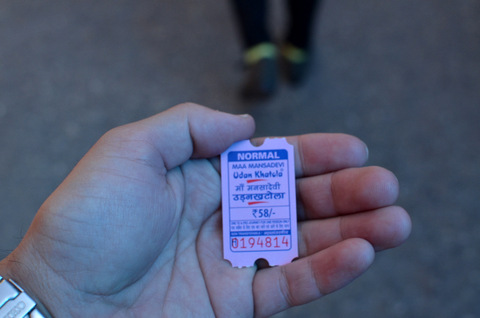 NORMAL
MAA MANSADEVI
Udan Khatola
माँ मनसादेवी
उड़नखटोला
₹58/-
0194814